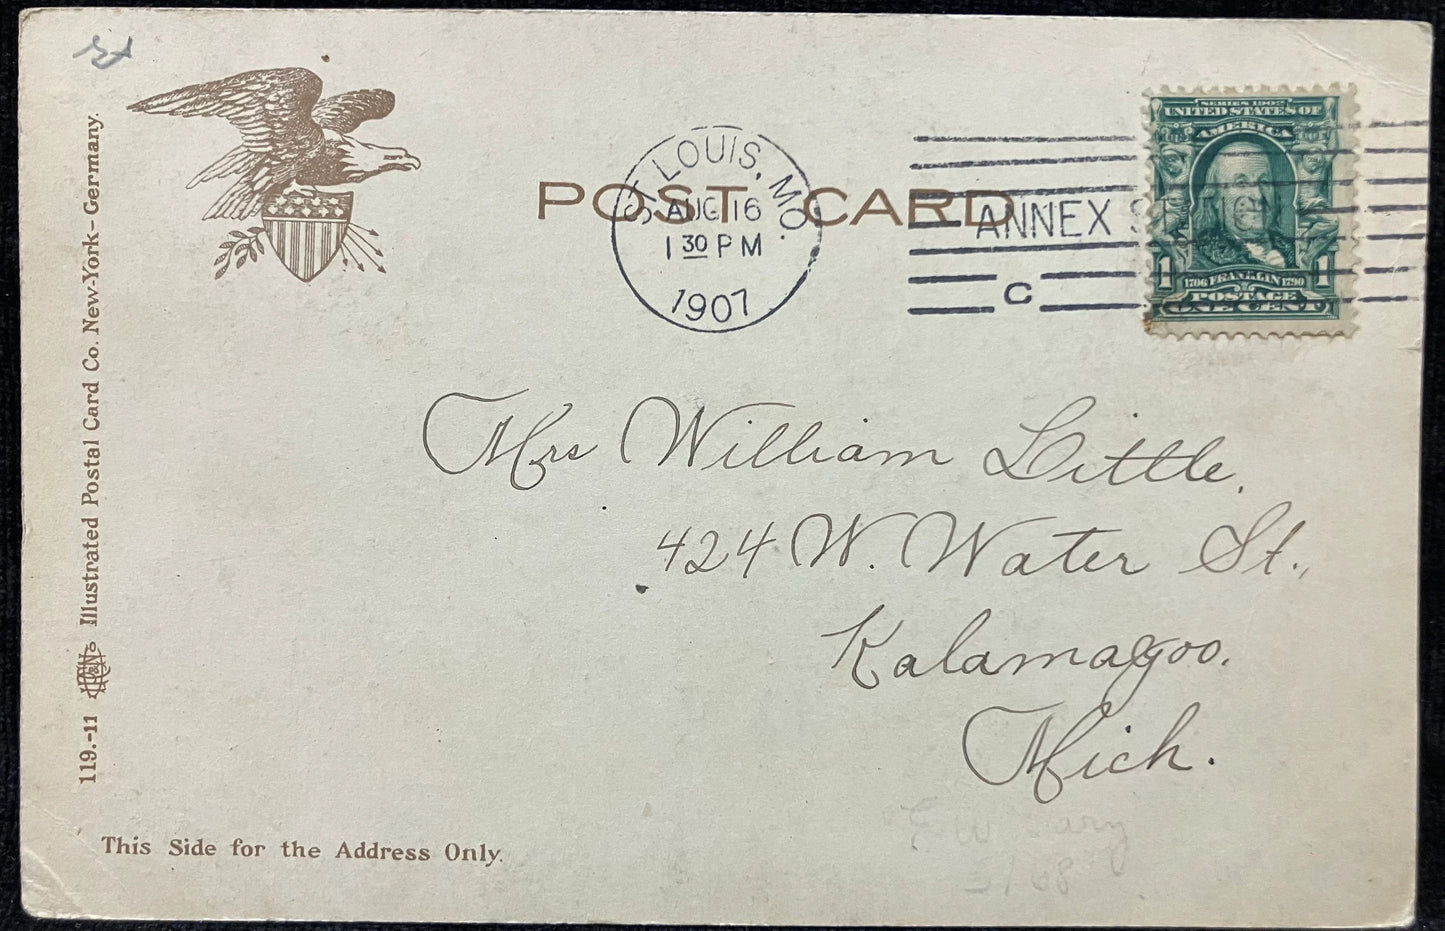 POST CARD
ST. LOUIS, MO.
AUG 16
1 30 PM
1907
ANNEX
C
SERIES 1902
UNITED STATES OF
AMERICA
1706 FRANKLIN 1790
1 1
POSTAGE
ONE CENT
Mrs William Little,
424 W. Water St.,
Kalamazoo.
Mich.
119.-11 Illustrated Postal Card Co. New-York-Germany.
This Side for the Address Only.